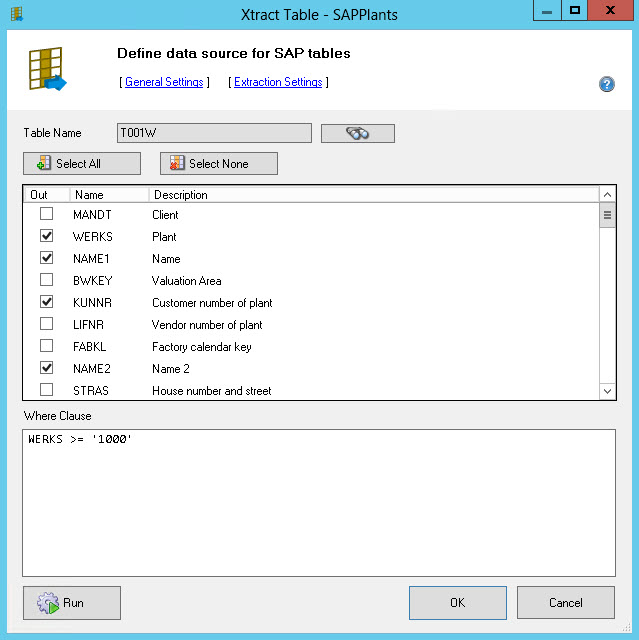 Xtract Table - SAPPlants
Define data source for SAP tables
[ General Settings ] [ Extraction Settings ]
Table Name T001W
Select All Select None
Out Name Description
MANDT Client
WERKS Plant
NAME1 Name
BWKEY Valuation Area
KUNNR Customer number of plant
LIFNR Vendor number of plant
FABKL Factory calendar key
NAME2 Name 2
STRAS House number and street
Where Clause
WERKS >= '1000'
Run OK Cancel